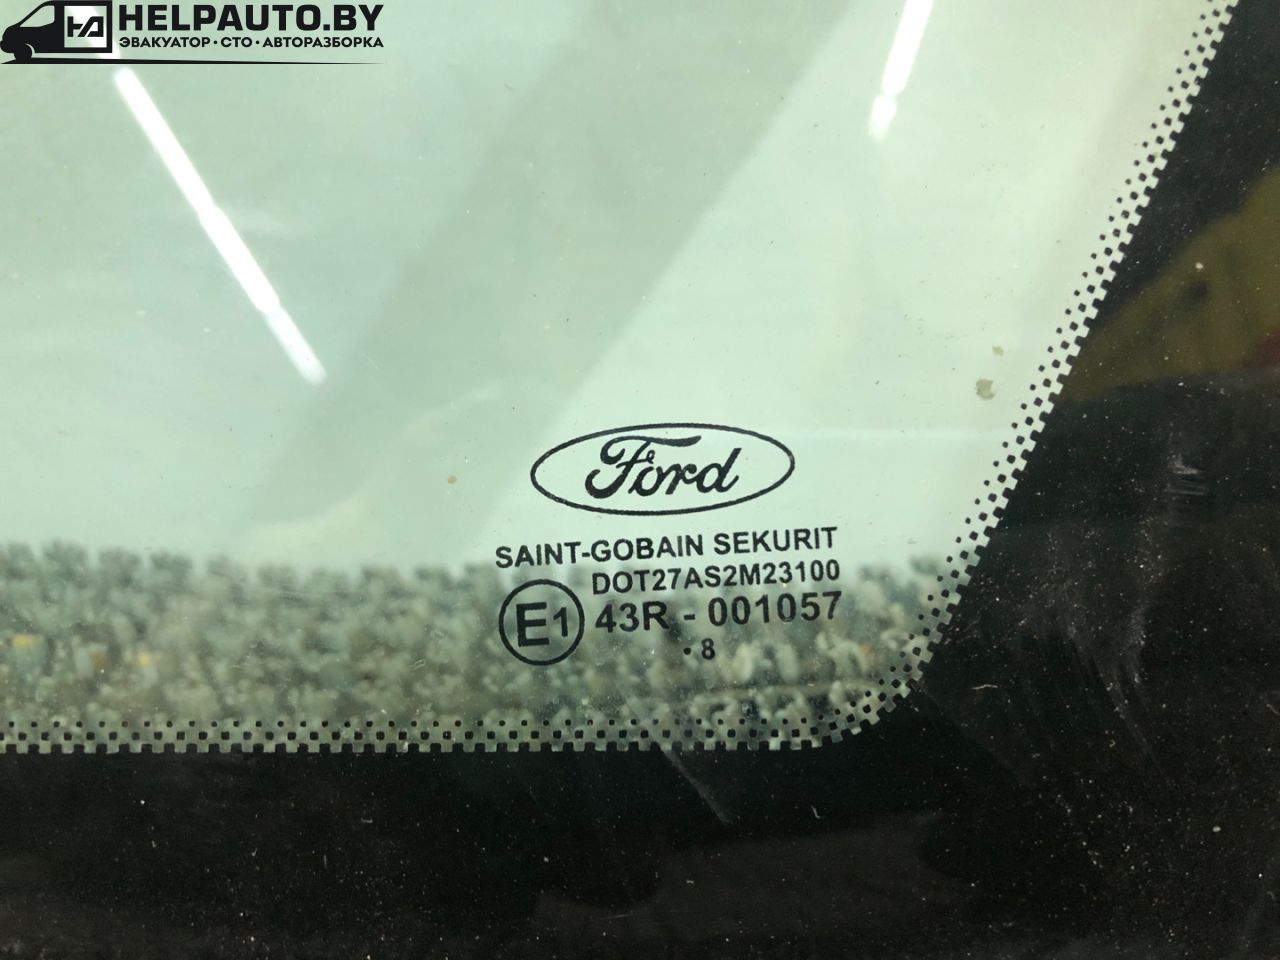 HELPAUTO.BY
ЭВАКУАТОР · СТО · АВТОРАЗБОРКА
Ford
SAINT-GOBAIN SEKURIT
DOT27AS2M23100
E1 43R - 001057
. 8